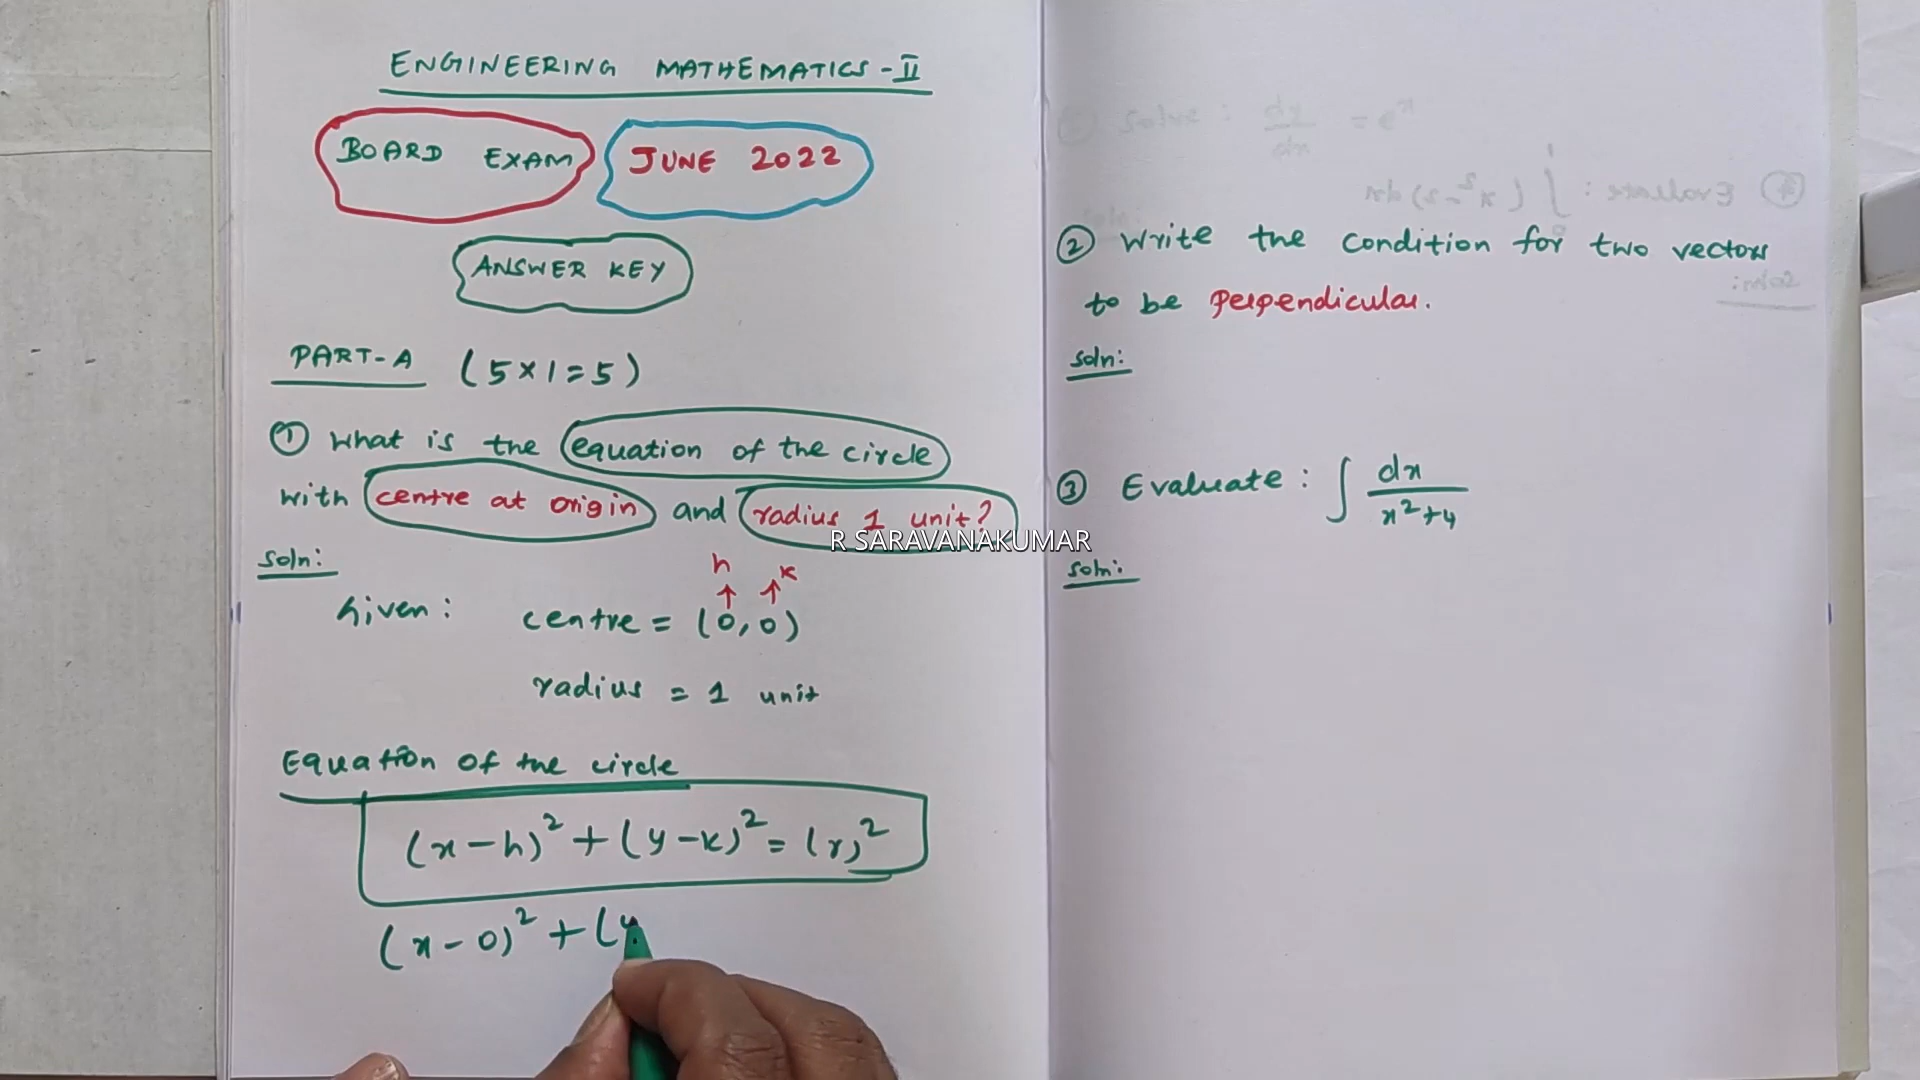 ENGINEERING MATHEMATICS - II
BOARD EXAM JUNE 2022
ANSWER KEY
PART-A (5×1=5)
① What is the equation of the circle
with centre at origin and radius 1 unit?
Soln:
h k
Given: centre = (0,0)
radius = 1 unit
Equation of the circle
(x-h)² + (y-k)² = (r)²
(x-0)² + (y
② Write the condition for two vectors
to be perpendicular.
Soln:
③ Evaluate: ∫ dx / x²+4
Soln:
R SARAVANAKUMAR